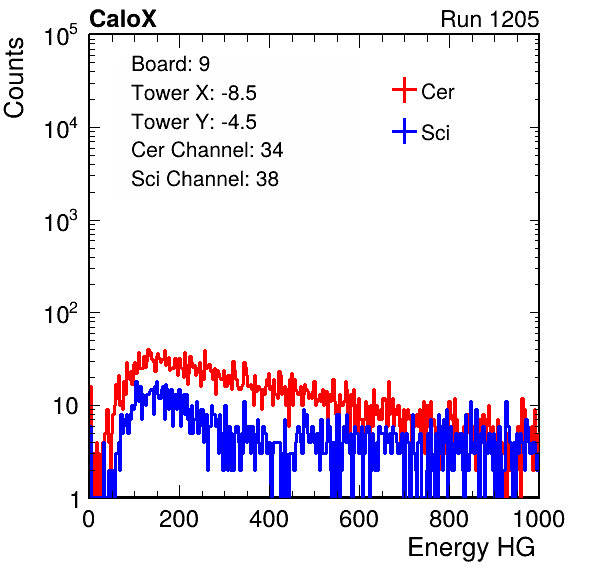 CaloX Run 1205
Counts
10^5
10^4
10^3
10^2
10
1
Board: 9
Tower X: -8.5
Tower Y: -4.5
Cer Channel: 34
Sci Channel: 38
Cer
Sci
0 200 400 600 800 1000
Energy HG